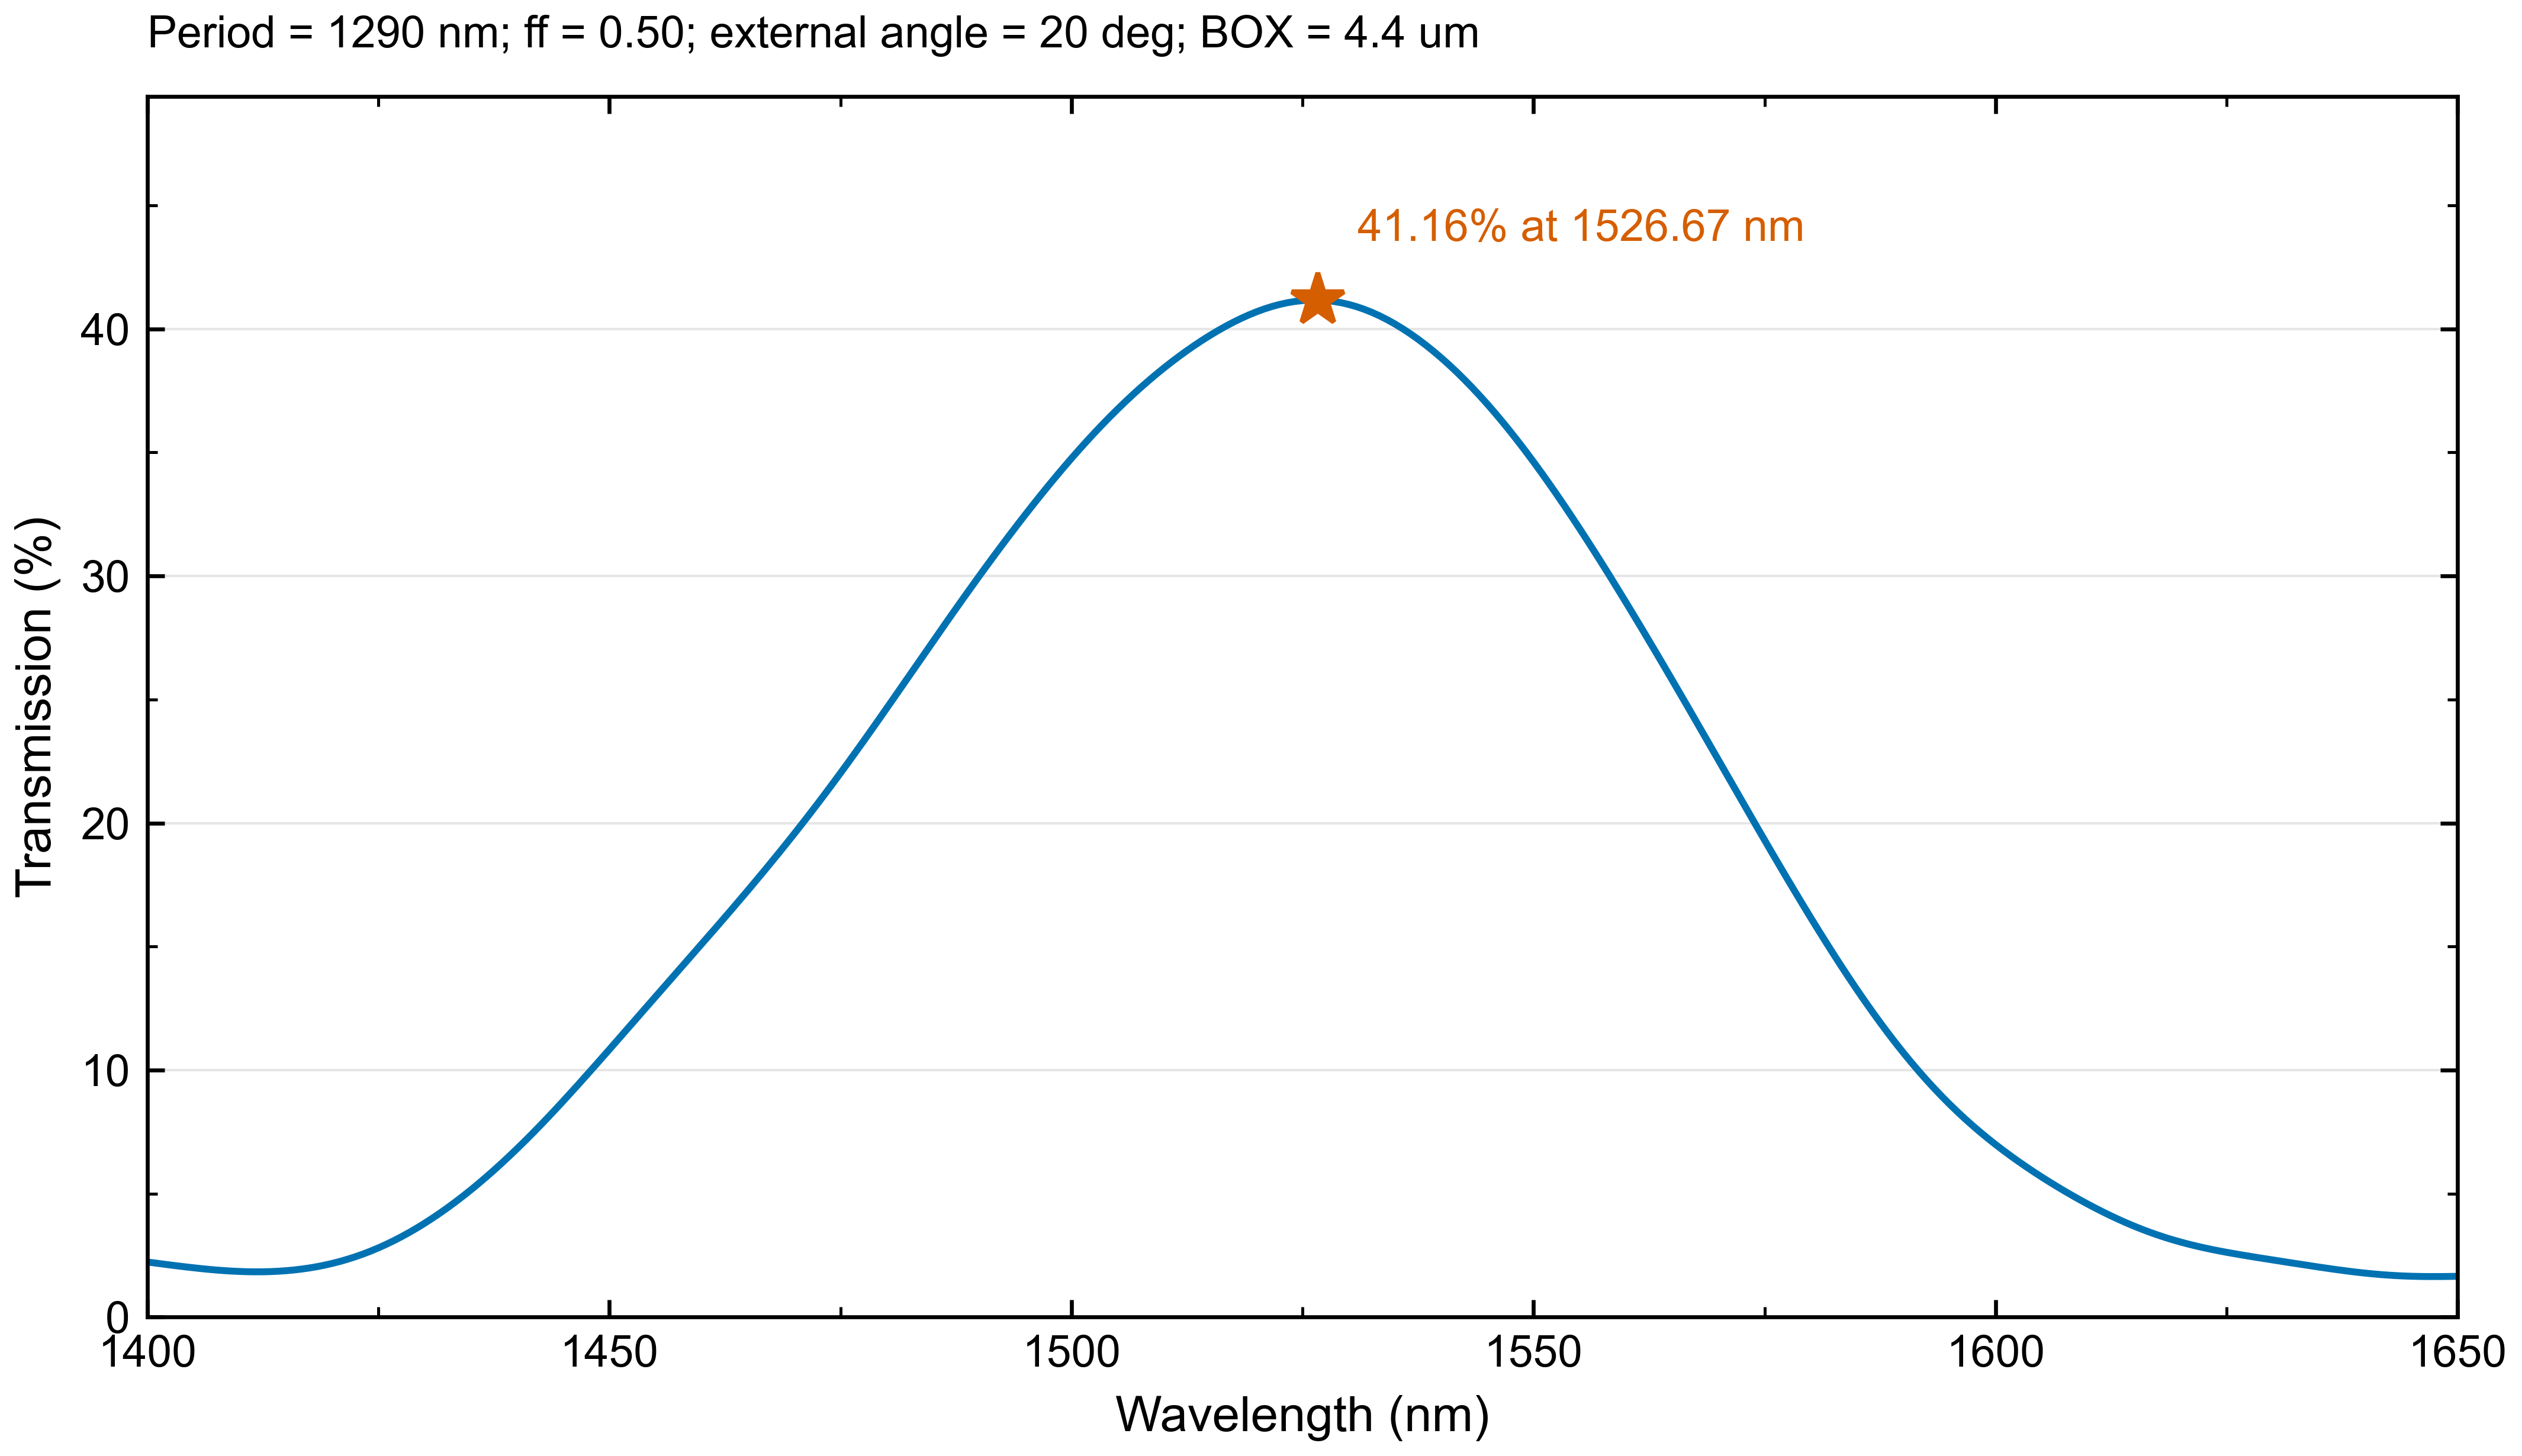 Period = 1290 nm; ff = 0.50; external angle = 20 deg; BOX = 4.4 um
41.16% at 1526.67 nm
Transmission (%)
40
30
20
10
0
1400 1450 1500 1550 1600 1650
Wavelength (nm)